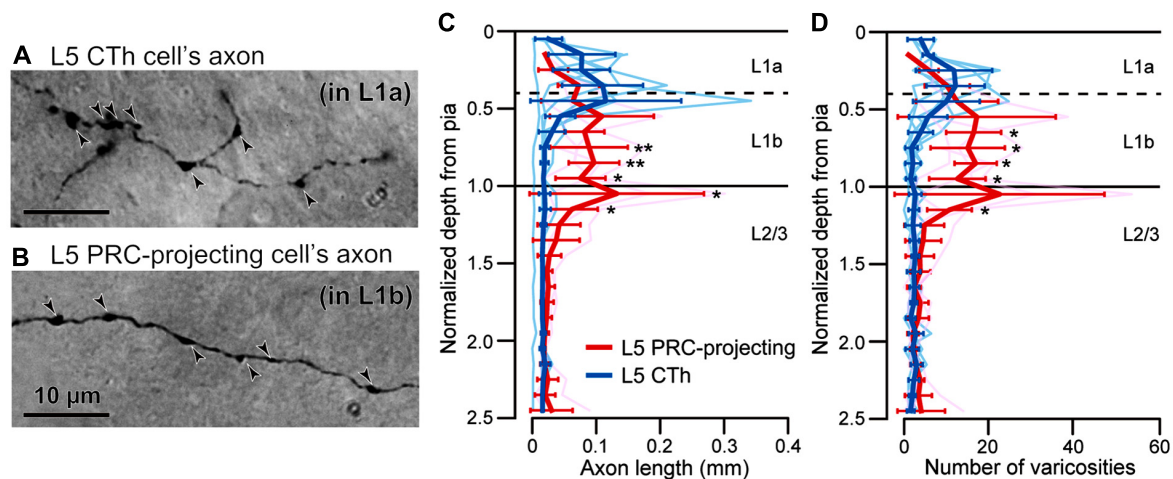 A L5 CTh cell's axon
(in L1a)
B L5 PRC-projecting cell's axon
(in L1b)
10 μm
C
Normalized depth from pia
0
0.5
1.0
1.5
2.0
2.5
L1a
L1b
L2/3
**
**
*
*
*
L5 PRC-projecting
L5 CTh
0 0.1 0.2 0.3 0.4
Axon length (mm)
D
Normalized depth from pia
0
0.5
1.0
1.5
2.0
2.5
L1a
L1b
L2/3
*
*
*
*
*
0 20 40 60
Number of varicosities